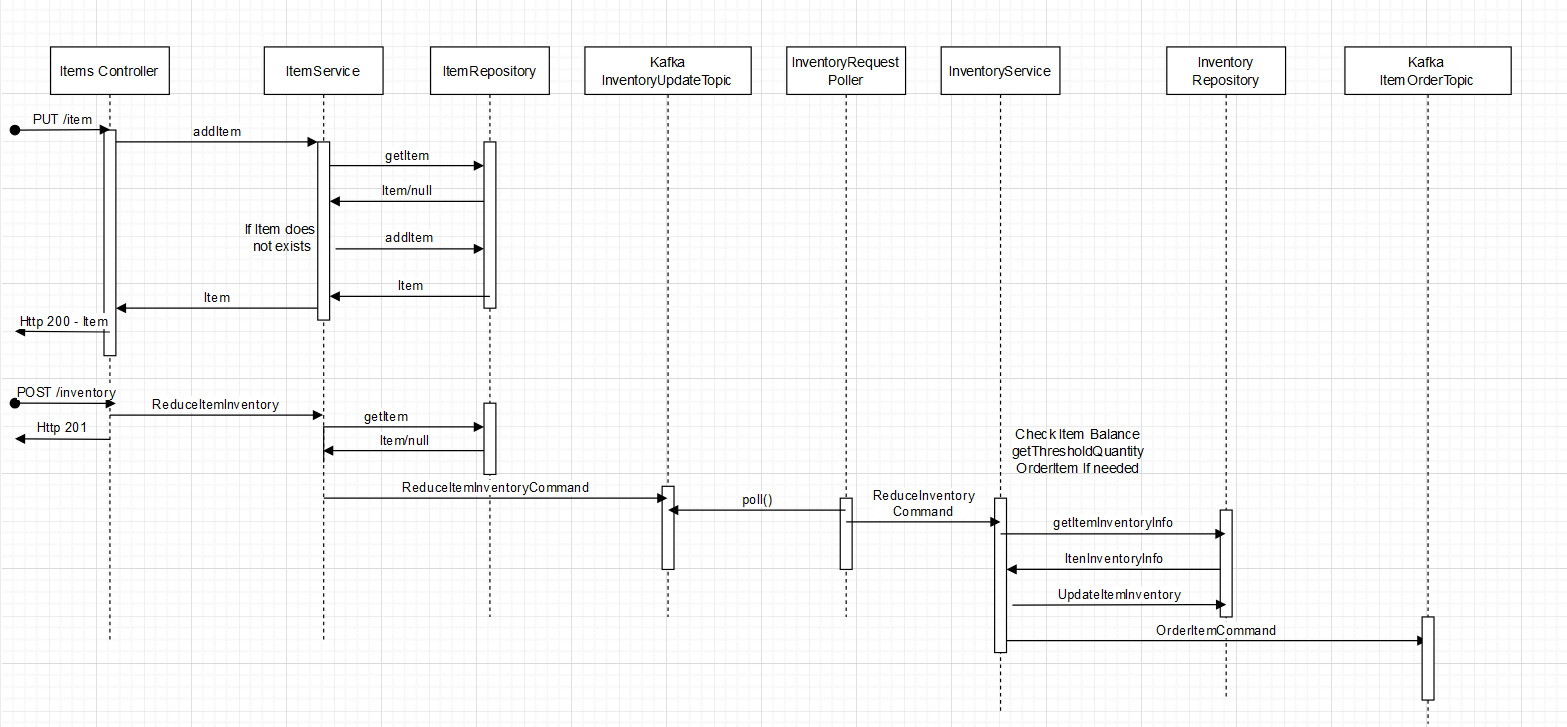 Items Controller
ItemService
ItemRepository
Kafka
InventoryUpdateTopic
InventoryRequest
Poller
InventoryService
Inventory
Repository
Kafka
ItemOrderTopic
PUT /item
addItem
getItem
Item/null
If Item does
not exists
addItem
Item
Item
Http 200 - Item
POST /inventory
ReduceItemInventory
getItem
Http 201
Item/null
Check Item Balance
getThresholdQuantity
OrderItem If needed
ReduceItemInventoryCommand
poll()
ReduceInventory
Command
getItemInventoryInfo
ItenInventoryInfo
UpdateItemInventory
OrderItemCommand